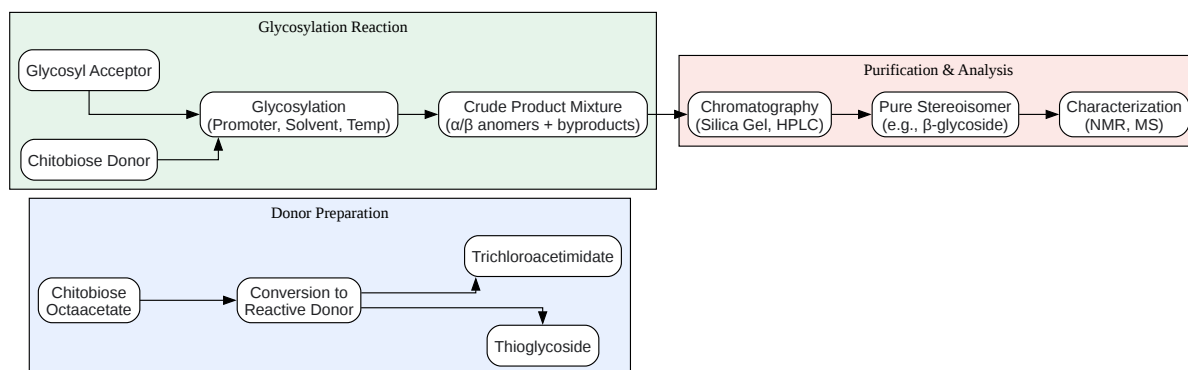 Glycosylation Reaction
Glycosyl Acceptor
Chitobiose Donor
Glycosylation
(Promoter, Solvent, Temp)
Crude Product Mixture
(α/β anomers + byproducts)
Purification & Analysis
Chromatography
(Silica Gel, HPLC)
Pure Stereoisomer
(e.g., β-glycoside)
Characterization
(NMR, MS)
Donor Preparation
Chitobiose
Octaacetate
Conversion to
Reactive Donor
Trichloroacetimidate
Thioglycoside